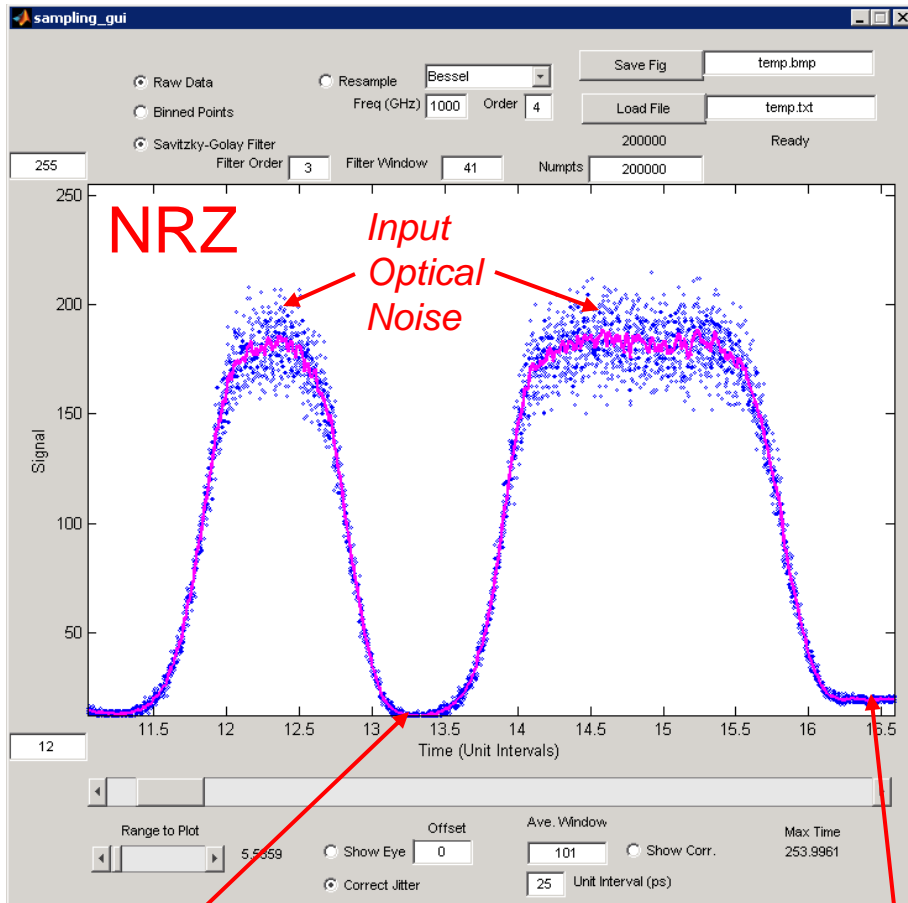 sampling_gui
Raw Data
Resample
Bessel
Save Fig
temp.bmp
Binned Points
Freq (GHz)
1000
Order
4
Load File
temp.txt
Savitzky-Golay Filter
200000
Ready
255
Filter Order
3
Filter Window
41
Numpts
200000
NRZ
Input
Optical
Noise
250
200
150
100
50
Signal
11.5
12
12.5
13
13.5
14
14.5
15
15.5
16
16.5
Time (Unit Intervals)
12
Range to Plot
5.5859
Show Eye
Offset
0
Correct Jitter
Ave. Window
101
Show Corr.
25
Unit Interval (ps)
Max Time
253.9961